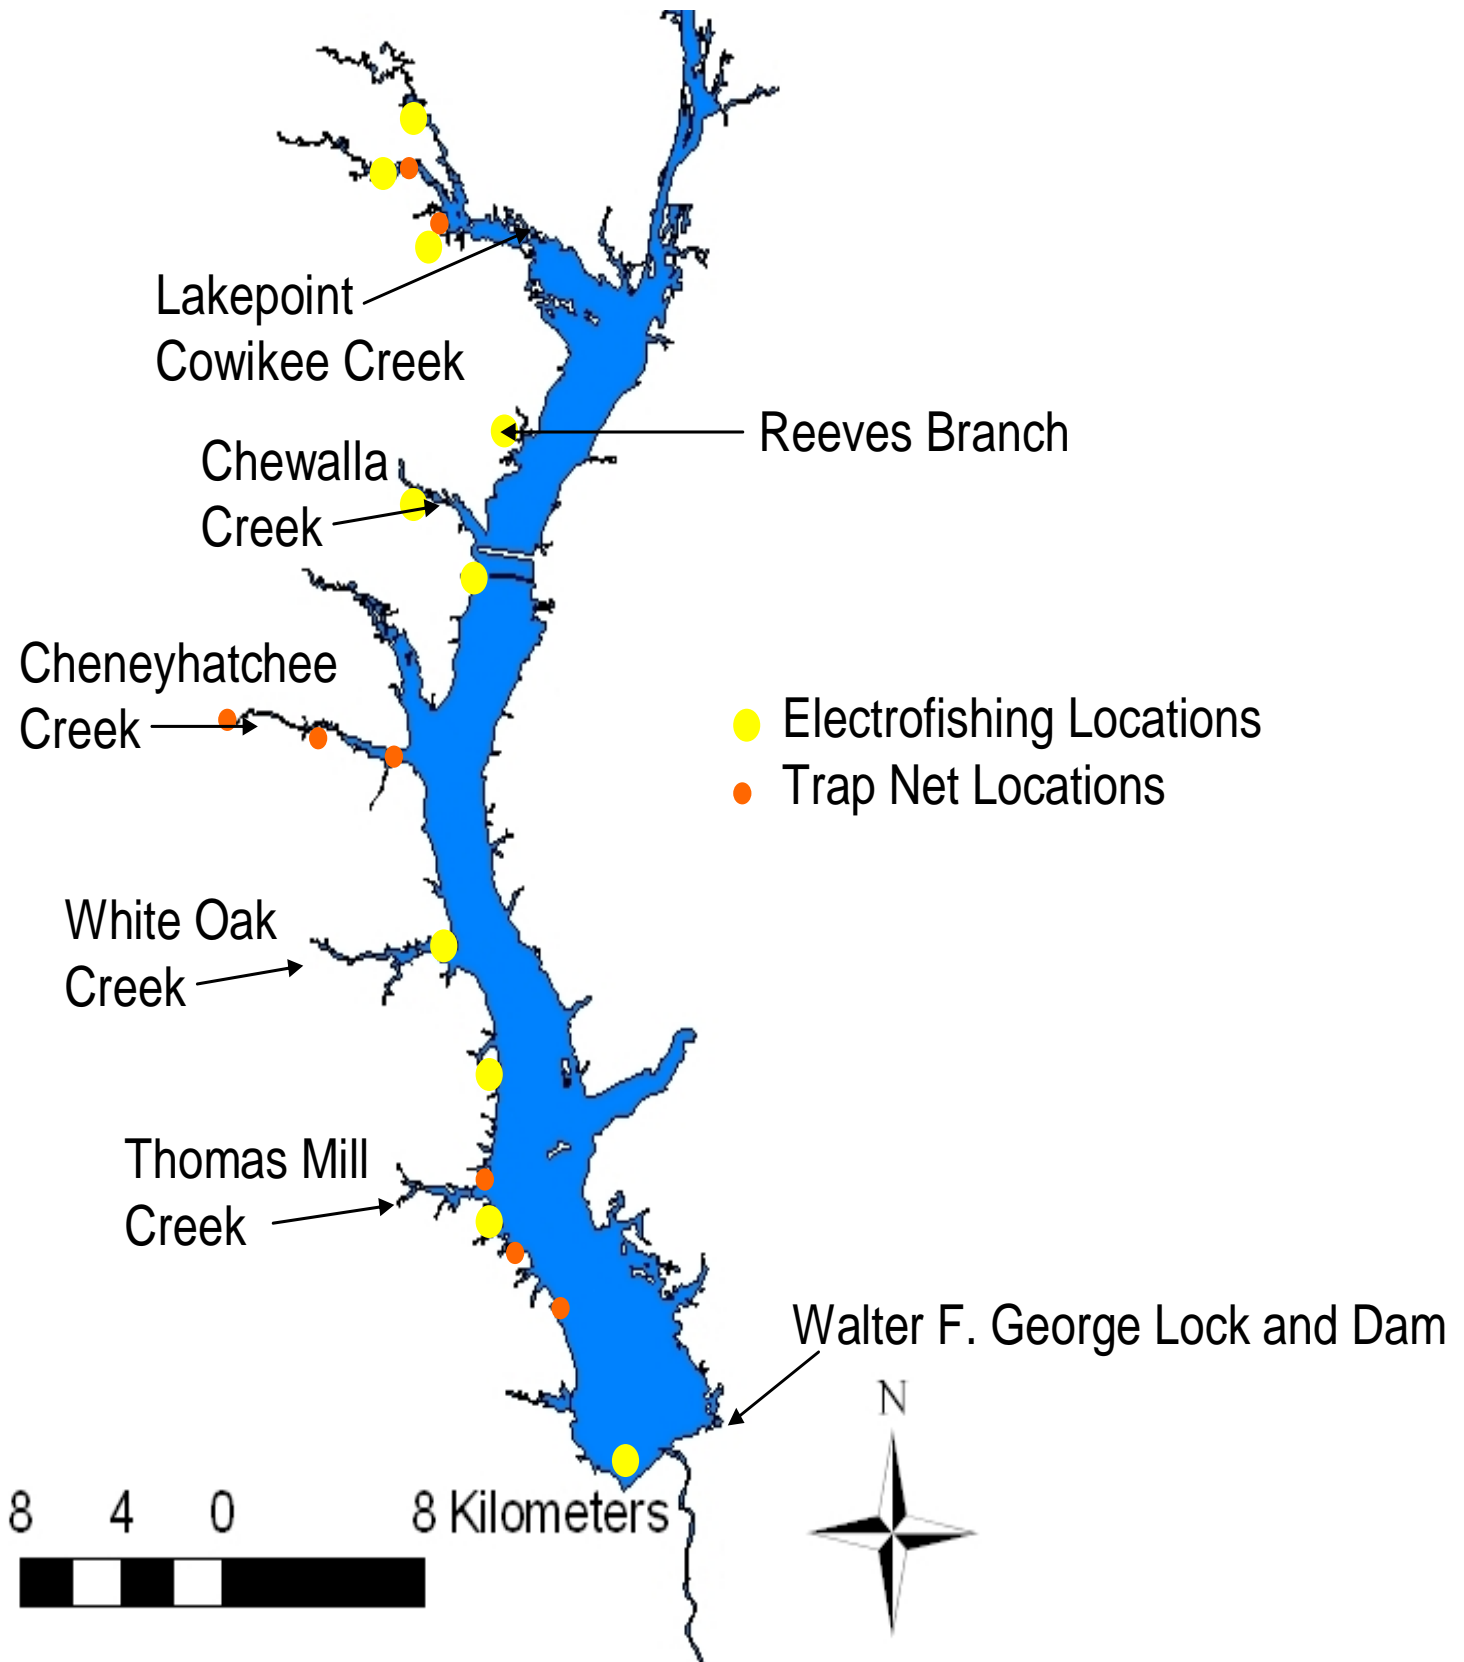 Lakepoint
Cowikee Creek
Reeves Branch
Chewalla
Creek
Cheneyhatchee
Creek
Electrofishing Locations
Trap Net Locations
White Oak
Creek
Thomas Mill
Creek
Walter F. George Lock and Dam
N
8 4 0 8 Kilometers